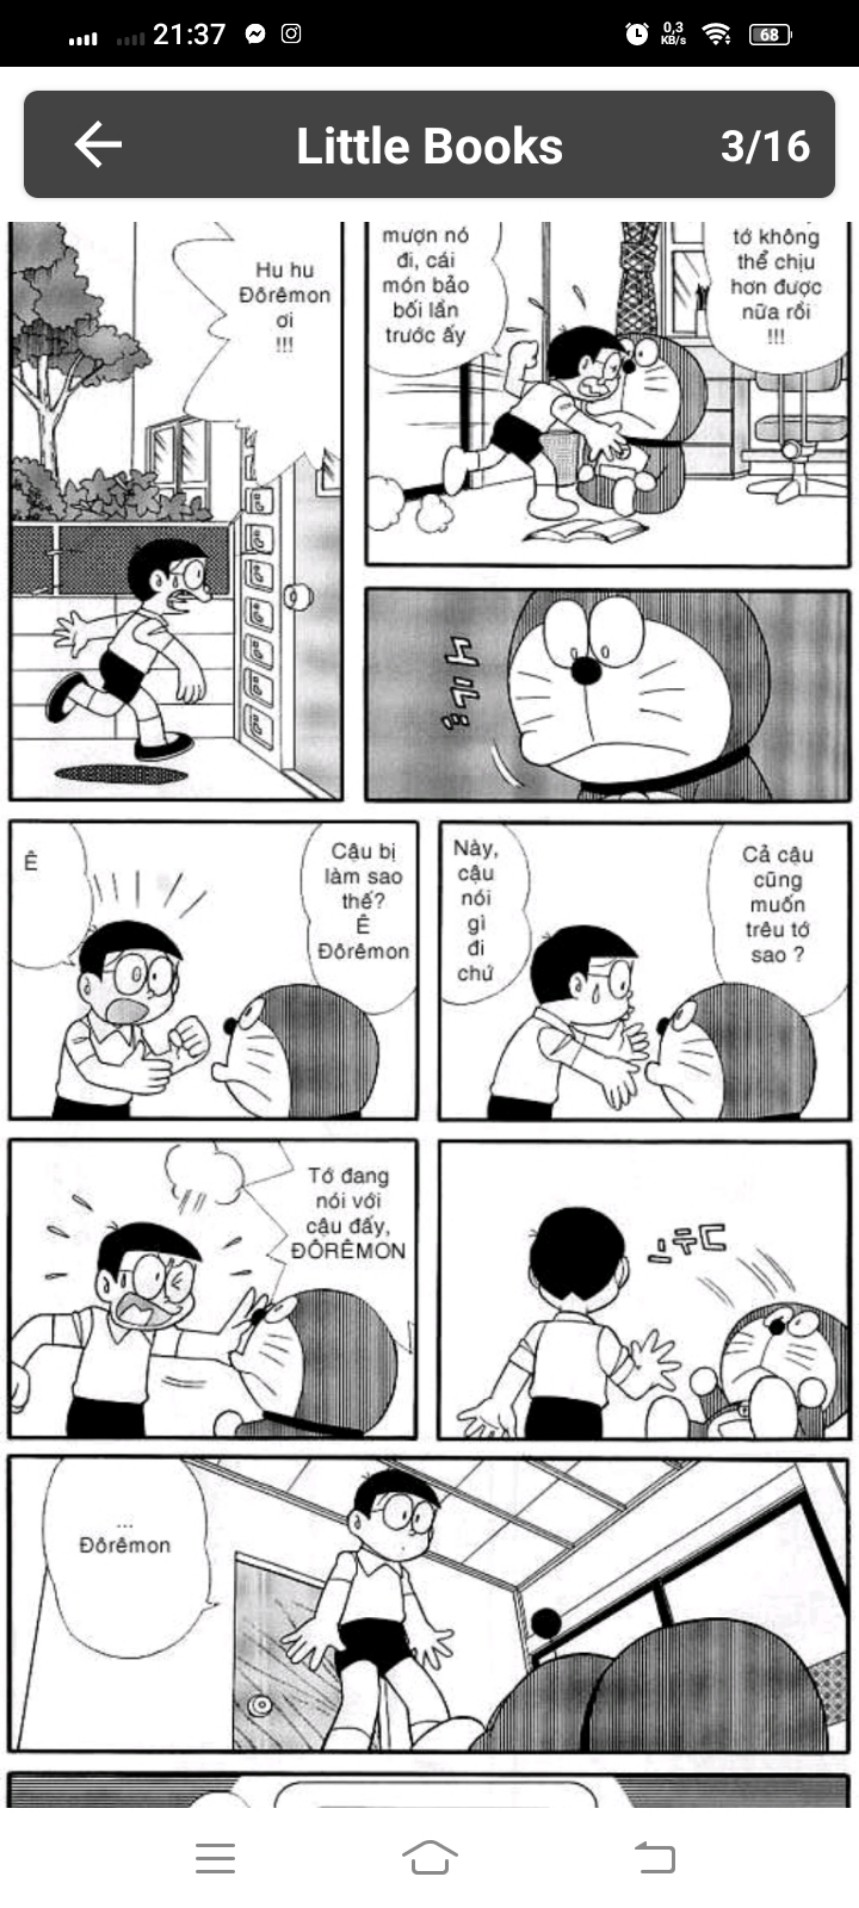 21:37
0,3
KB/s
68
Little Books
3/16
Hu hu
Đôrêmon
ơi
!!!
tớ không
thể chịu
hơn được
nữa rồi
!!!
mượn nó
đi, cái
món bảo
bối lần
trước ấy
Cậu bị
làm sao
thế?
Ê
Đôrêmon
Ê
Cả cậu
cũng
muốn
trêu tớ
sao ?
Này,
cậu
nói
gì
đi
chứ
Tớ đang
nói với
cậu đấy,
ĐÔRÊMON
...
Đôrêmon